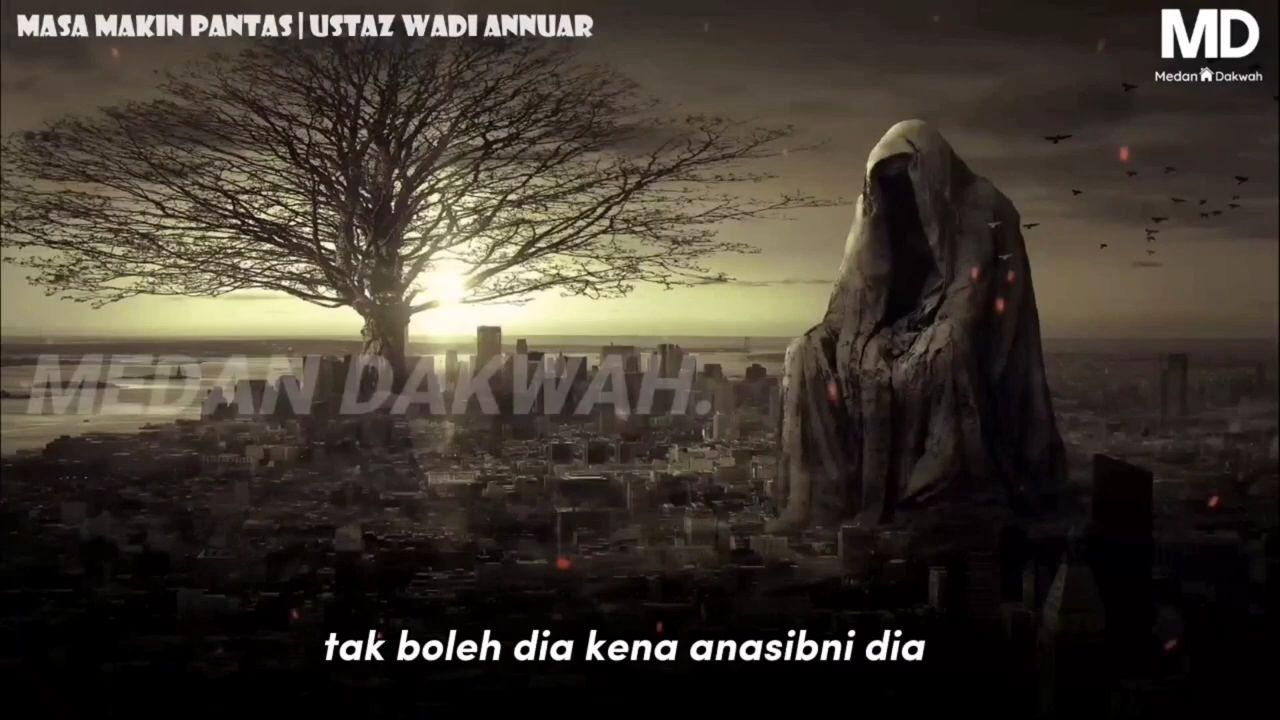 MASA MAKIN PANTAS | USTAZ WADI ANNUAR
MD
Medan Dakwah
MEDAN DAKWAH.
tak boleh dia kena anasibni dia